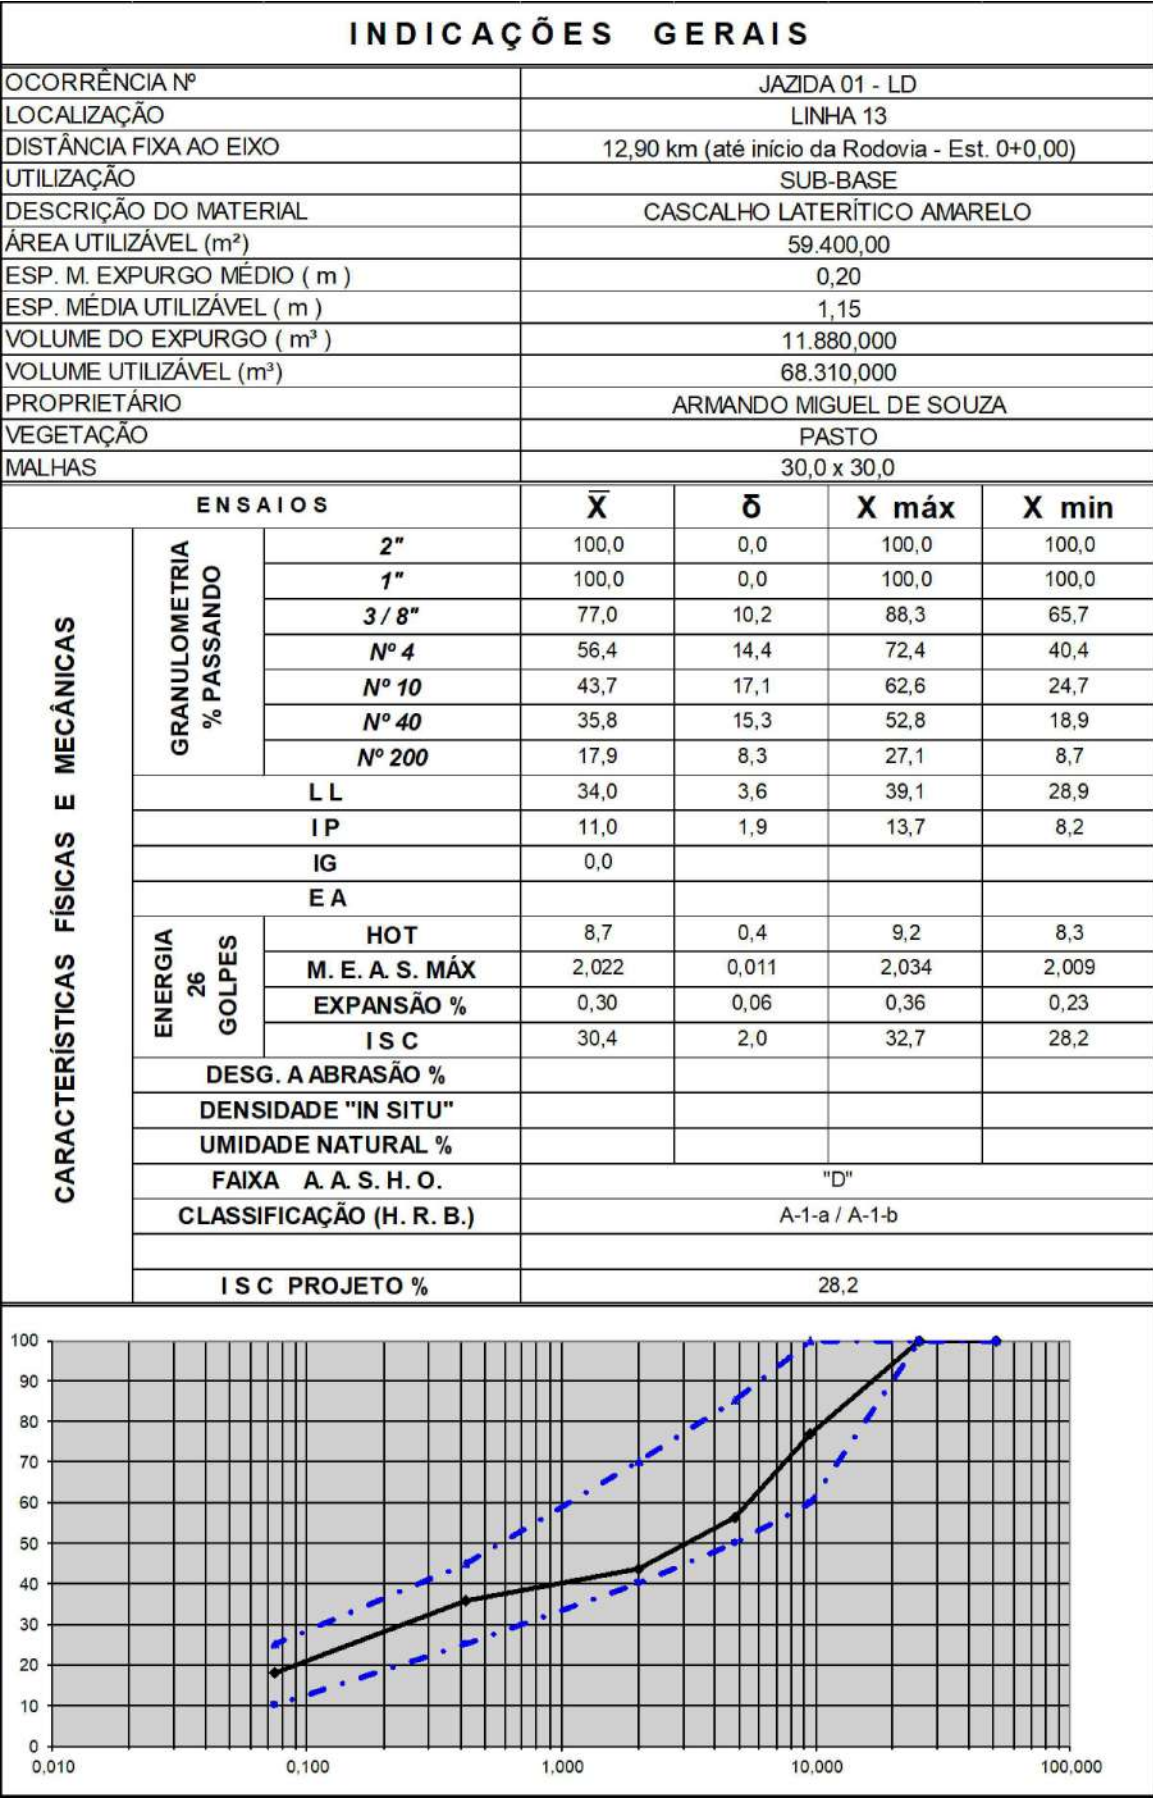 INDICAÇÕES GERAIS
OCORRÊNCIA Nº JAZIDA 01 - LD
LOCALIZAÇÃO LINHA 13
DISTÂNCIA FIXA AO EIXO 12,90 km (até início da Rodovia - Est. 0+0,00)
UTILIZAÇÃO SUB-BASE
DESCRIÇÃO DO MATERIAL CASCALHO LATERÍTICO AMARELO
ÁREA UTILIZÁVEL (m²) 59.400,00
ESP. M. EXPURGO MÉDIO ( m ) 0,20
ESP. MÉDIA UTILIZÁVEL ( m ) 1,15
VOLUME DO EXPURGO ( m³ ) 11.880,000
VOLUME UTILIZÁVEL (m³) 68.310,000
PROPRIETÁRIO ARMANDO MIGUEL DE SOUZA
VEGETAÇÃO PASTO
MALHAS 30,0 x 30,0
ENSAIOS X̅ δ X máx X min
CARACTERÍSTICAS FÍSICAS E MECÂNICAS
GRANULOMETRIA
% PASSANDO
2" 100,0 0,0 100,0 100,0
1" 100,0 0,0 100,0 100,0
3 / 8" 77,0 10,2 88,3 65,7
Nº 4 56,4 14,4 72,4 40,4
Nº 10 43,7 17,1 62,6 24,7
Nº 40 35,8 15,3 52,8 18,9
Nº 200 17,9 8,3 27,1 8,7
L L 34,0 3,6 39,1 28,9
I P 11,0 1,9 13,7 8,2
IG 0,0
E A
ENERGIA
26
GOLPES
HOT 8,7 0,4 9,2 8,3
M. E. A. S. MÁX 2,022 0,011 2,034 2,009
EXPANSÃO % 0,30 0,06 0,36 0,23
I S C 30,4 2,0 32,7 28,2
DESG. A ABRASÃO %
DENSIDADE "IN SITU"
UMIDADE NATURAL %
FAIXA A. A. S. H. O. "D"
CLASSIFICAÇÃO (H. R. B.) A-1-a / A-1-b
I S C PROJETO % 28,2
100
90
80
70
60
50
40
30
20
10
0
0,010 0,100 1,000 10,000 100,000